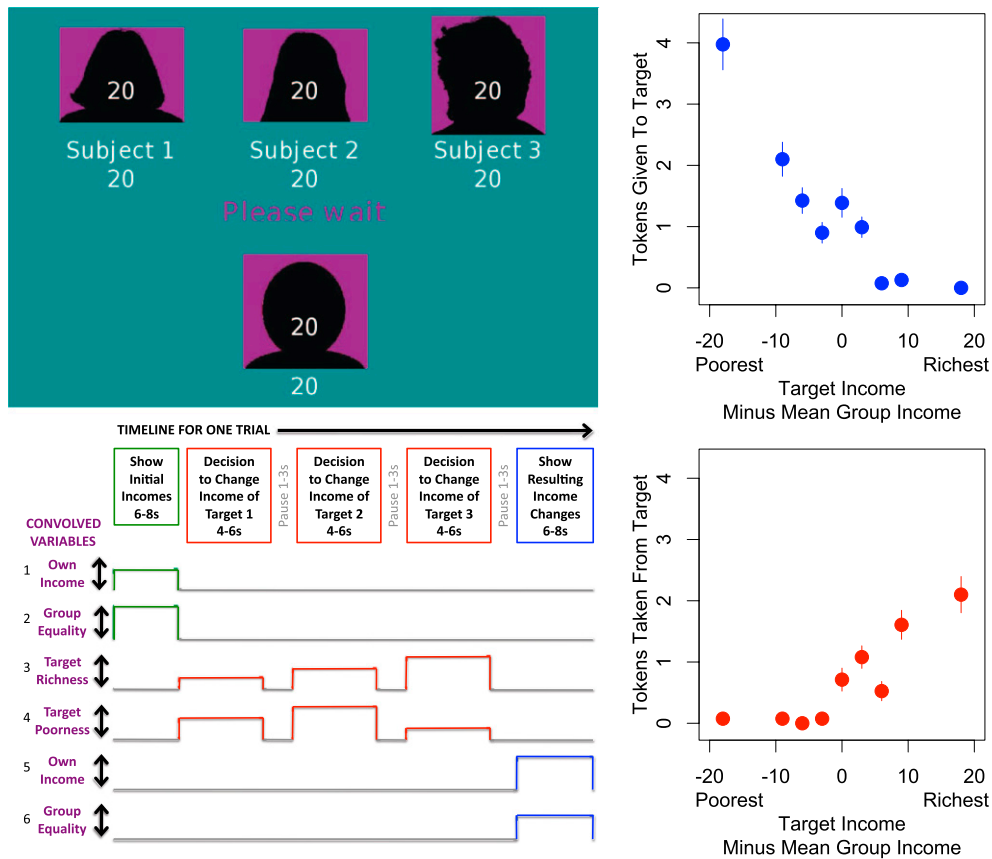 20
20
20
Subject 1
Subject 2
Subject 3
20
20
20
Please wait
20
20
TIMELINE FOR ONE TRIAL
Show
Initial
Incomes
6-8s
Decision
to Change
Income of
Target 1
4-6s
Pause 1-3s
Decision
to Change
Income of
Target 2
4-6s
Pause 1-3s
Decision
to Change
Income of
Target 3
4-6s
Pause 1-3s
Show
Resulting
Income
Changes
6-8s
CONVOLVED
VARIABLES
1 Own
Income
2 Group
Equality
3 Target
Richness
4 Target
Poorness
5 Own
Income
6 Group
Equality
Tokens Given To Target
4
3
2
1
0
-20 -10 0 10 20
Poorest Richest
Target Income
Minus Mean Group Income
Tokens Taken From Target
4
3
2
1
0
-20 -10 0 10 20
Poorest Richest
Target Income
Minus Mean Group Income